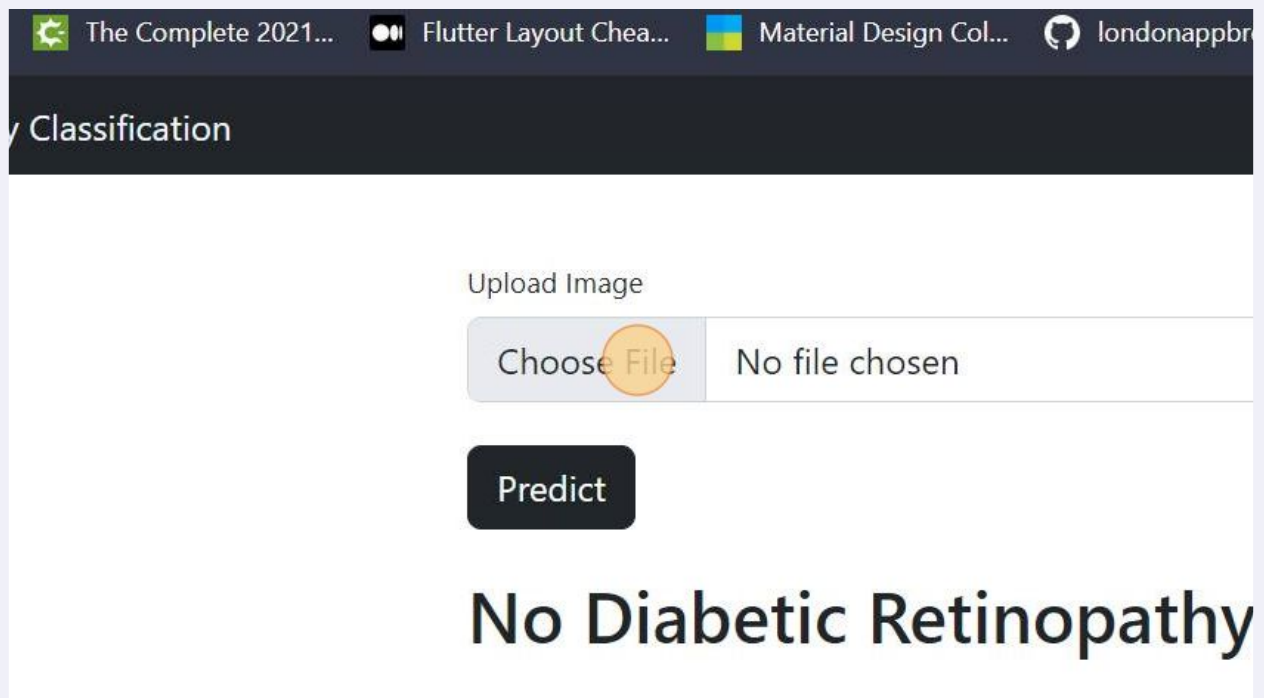 The Complete 2021... Flutter Layout Chea... Material Design Col... londonappbr
y Classification
Upload Image
Choose File No file chosen
Predict
No Diabetic Retinopathy